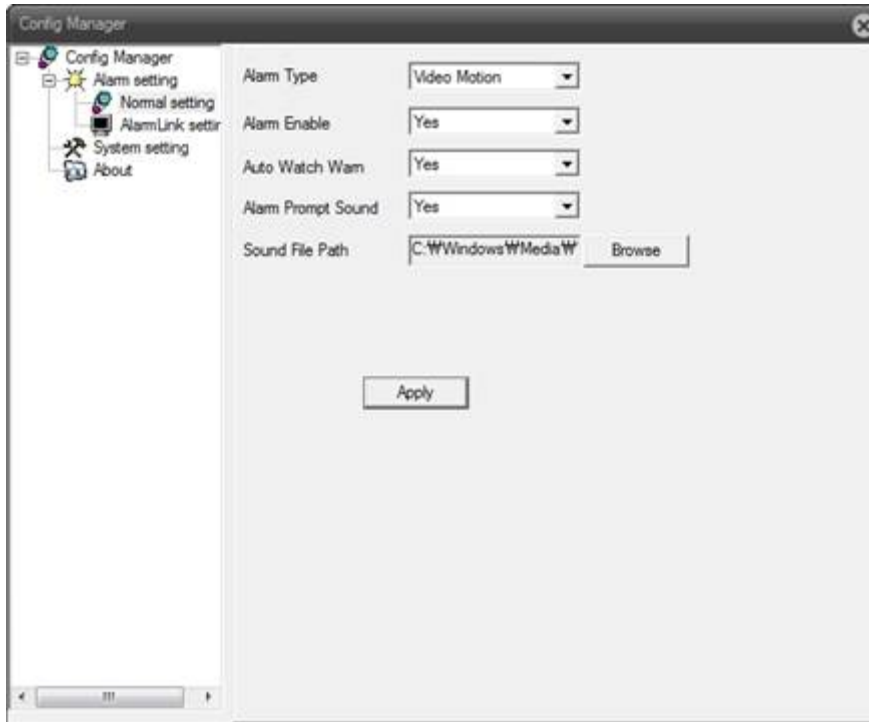 Config Manager
Config Manager
Alarm setting
Normal setting
AlarmLink settir
System setting
About
Alarm Type
Video Motion
Alarm Enable
Yes
Auto Watch Warn
Yes
Alarm Prompt Sound
Yes
Sound File Path
C:₩Windows₩Media₩
Browse
Apply